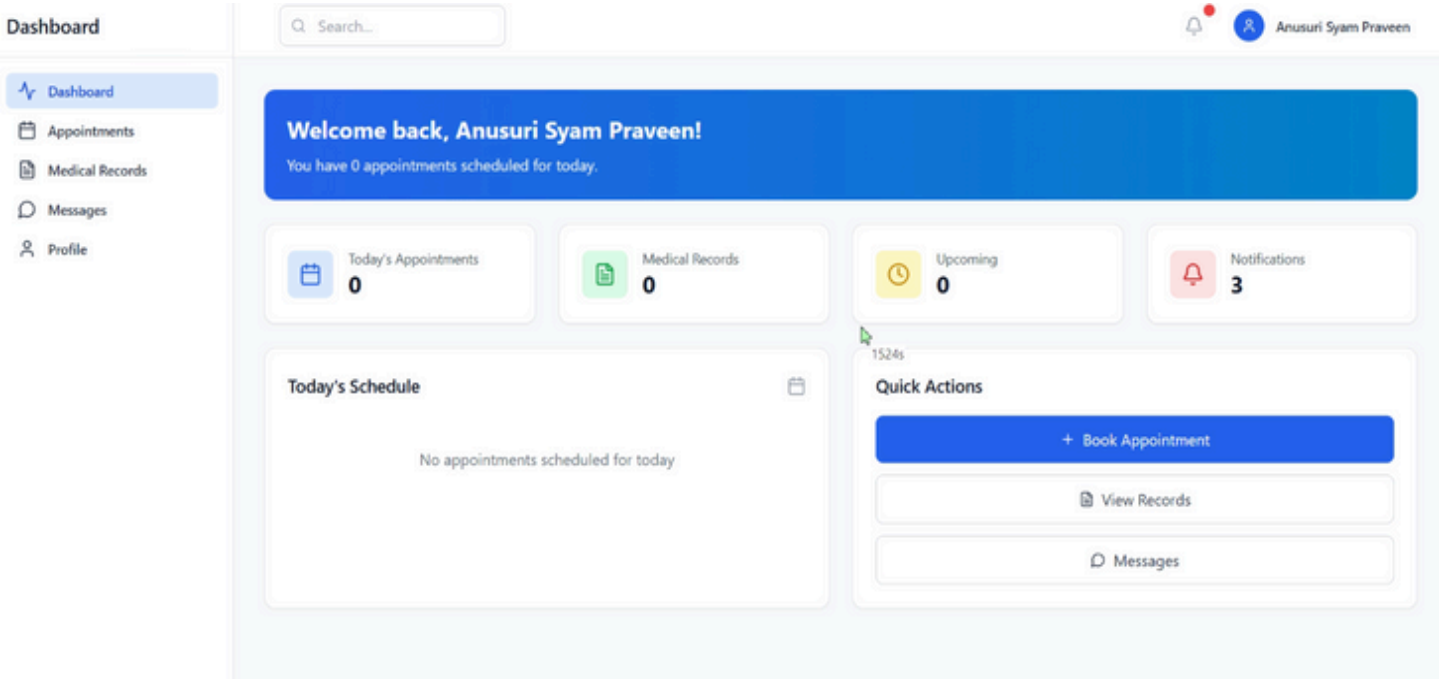 Dashboard
Search...
Anusuri Syam Praveen
Dashboard
Appointments
Medical Records
Messages
Profile
Welcome back, Anusuri Syam Praveen!
You have 0 appointments scheduled for today.
Today's Appointments
0
Medical Records
0
Upcoming
0
Notifications
3
1524s
Today's Schedule
No appointments scheduled for today
Quick Actions
+ Book Appointment
View Records
Messages